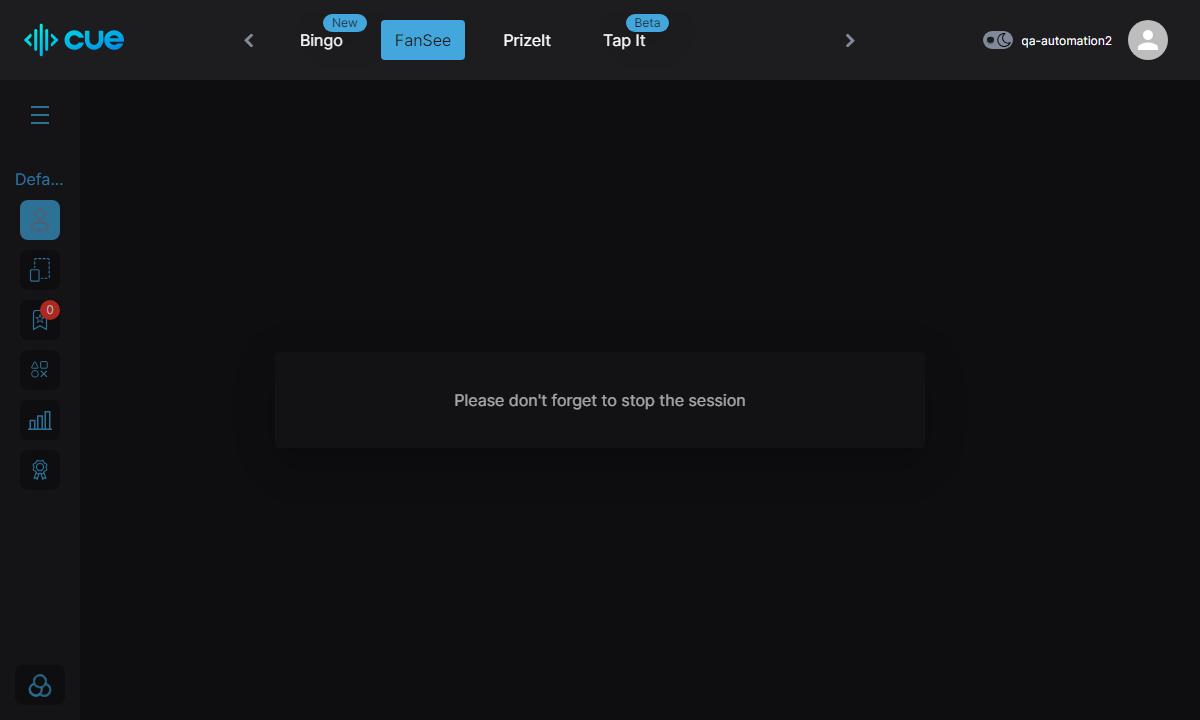 cue
New
Bingo
FanSee
PrizeIt
Beta
Tap It
qa-automation2
Defa...
0
Please don't forget to stop the session